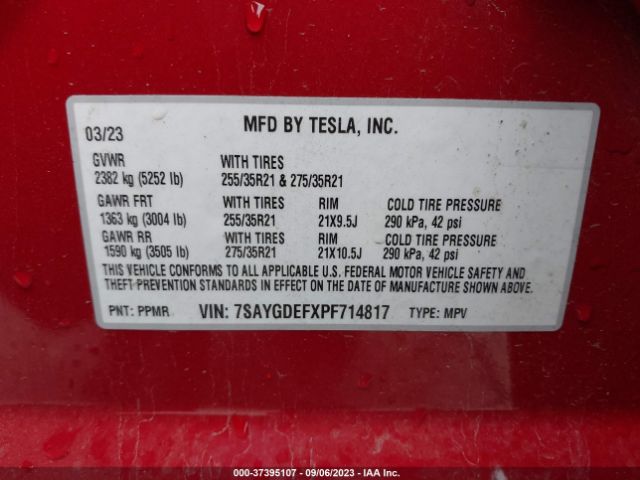 03/23 MFD BY TESLA, INC.
GVWR WITH TIRES
2382 kg (5252 lb) 255/35R21 & 275/35R21
GAWR FRT WITH TIRES RIM COLD TIRE PRESSURE
1363 kg (3004 lb) 255/35R21 21X9.5J 290 kPa, 42 psi
GAWR RR WITH TIRES RIM COLD TIRE PRESSURE
1590 kg (3505 lb) 275/35R21 21X10.5J 290 kPa, 42 psi
THIS VEHICLE CONFORMS TO ALL APPLICABLE U.S. FEDERAL MOTOR VEHICLE SAFETY AND
THEFT PREVENTION STANDARDS IN EFFECT ON THE DATE OF MANUFACTURE SHOWN ABOVE.
PNT: PPMR VIN: 7SAYGDEFXPF714817 TYPE: MPV
000-37395107 - 09/06/2023 - IAA Inc.